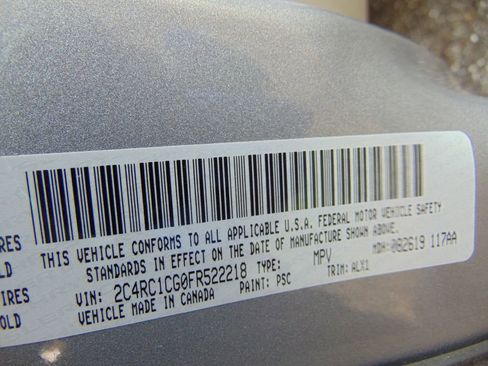 IRES
OLD
IRES
OLD
THIS VEHICLE CONFORMS TO ALL APPLICABLE U.S.A. FEDERAL MOTOR VEHICLE SAFETY
STANDARDS IN EFFECT ON THE DATE OF MANUFACTURE SHOWN ABOVE.
MDH: 082619 117AA
VIN: 2C4RC1CG0FR522218 TYPE: MPV
VEHICLE MADE IN CANADA PAINT: PSC TRIM: ALX1